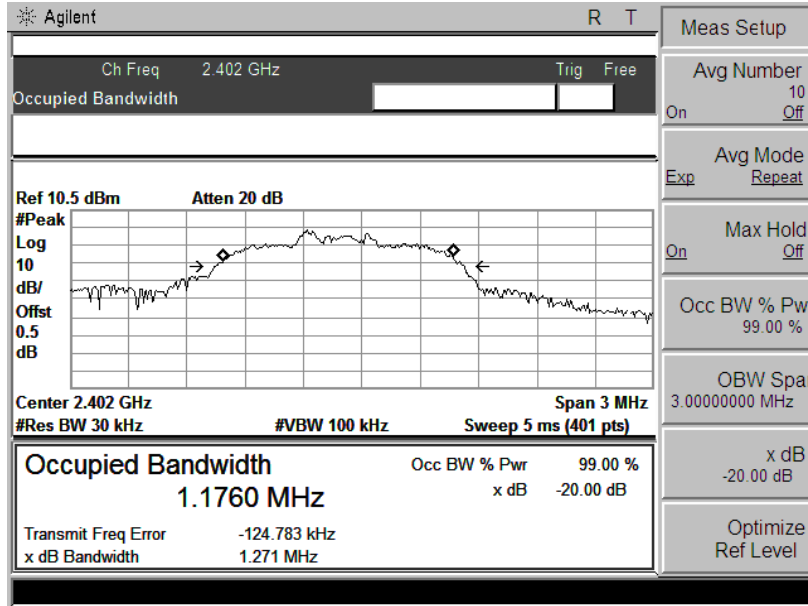 Agilent R T
Ch Freq 2.402 GHz Trig Free
Occupied Bandwidth
Ref 10.5 dBm Atten 20 dB
#Peak
Log
10
dB/
Offst
0.5
dB
Center 2.402 GHz Span 3 MHz
#Res BW 30 kHz #VBW 100 kHz Sweep 5 ms (401 pts)
Occupied Bandwidth Occ BW % Pwr 99.00 %
1.1760 MHz x dB -20.00 dB
Transmit Freq Error -124.783 kHz
x dB Bandwidth 1.271 MHz
Meas Setup
Avg Number
10
On Off
Avg Mode
Exp Repeat
Max Hold
On Off
Occ BW % Pw
99.00 %
OBW Spa
3.00000000 MHz
x dB
-20.00 dB
Optimize
Ref Level